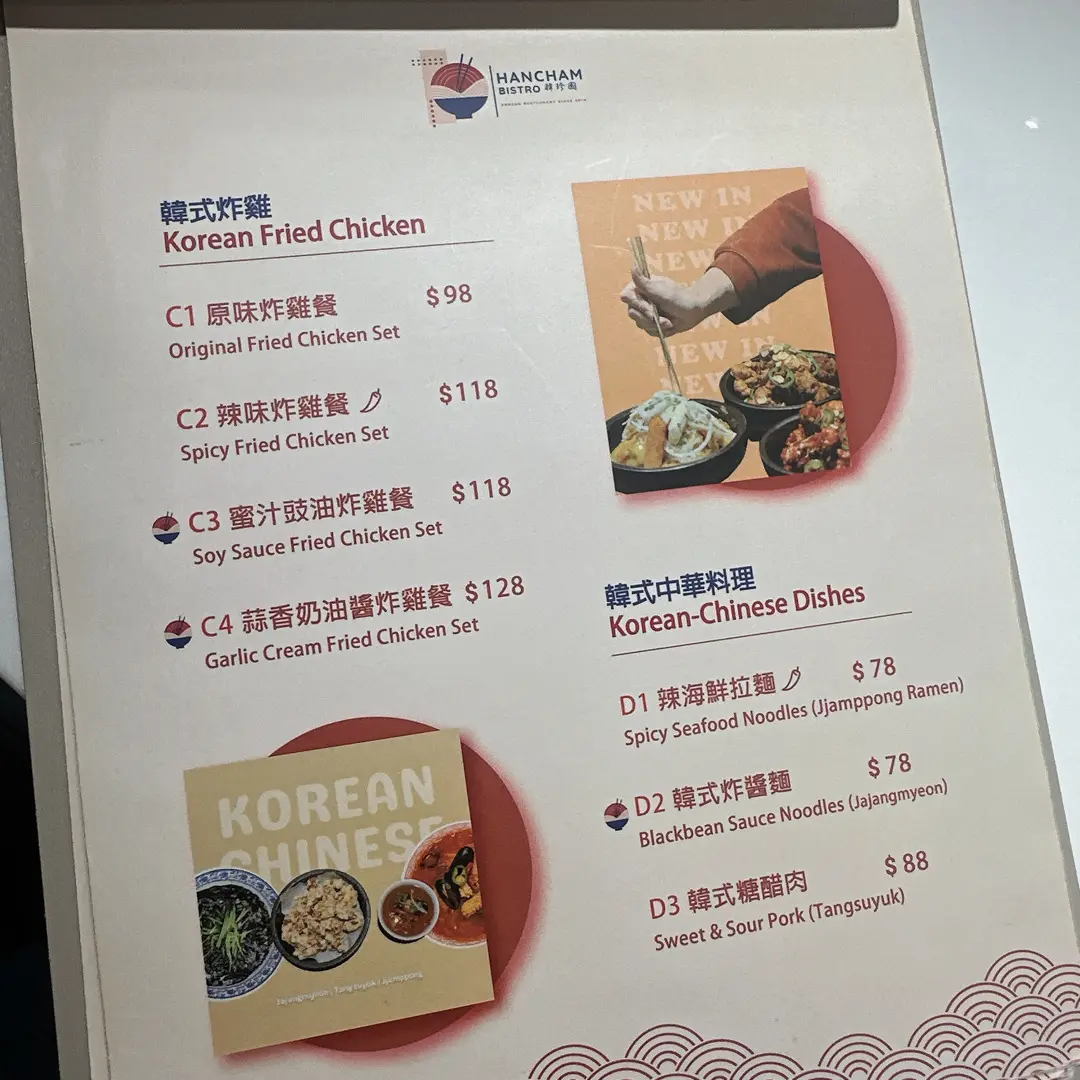 HANCHAM
BISTRO 韓珍園
KOREAN RESTAURANT SINCE
韓式炸雞
Korean Fried Chicken
C1 原味炸雞餐 $98
Original Fried Chicken Set
C2 辣味炸雞餐 $118
Spicy Fried Chicken Set
C3 蜜汁豉油炸雞餐 $118
Soy Sauce Fried Chicken Set
C4 蒜香奶油醬炸雞餐 $128
Garlic Cream Fried Chicken Set
NEW IN
NEW IN
NEW
NEW IN
NEW
韓式中華料理
Korean-Chinese Dishes
D1 辣海鮮拉麵 $78
Spicy Seafood Noodles (Jjamppong Ramen)
D2 韓式炸醬麵 $78
Blackbean Sauce Noodles (Jajangmyeon)
D3 韓式糖醋肉 $88
Sweet & Sour Pork (Tangsuyuk)
KOREAN
CHINESE
Jajangmyeon / Tangsuyuk / Jjamppong